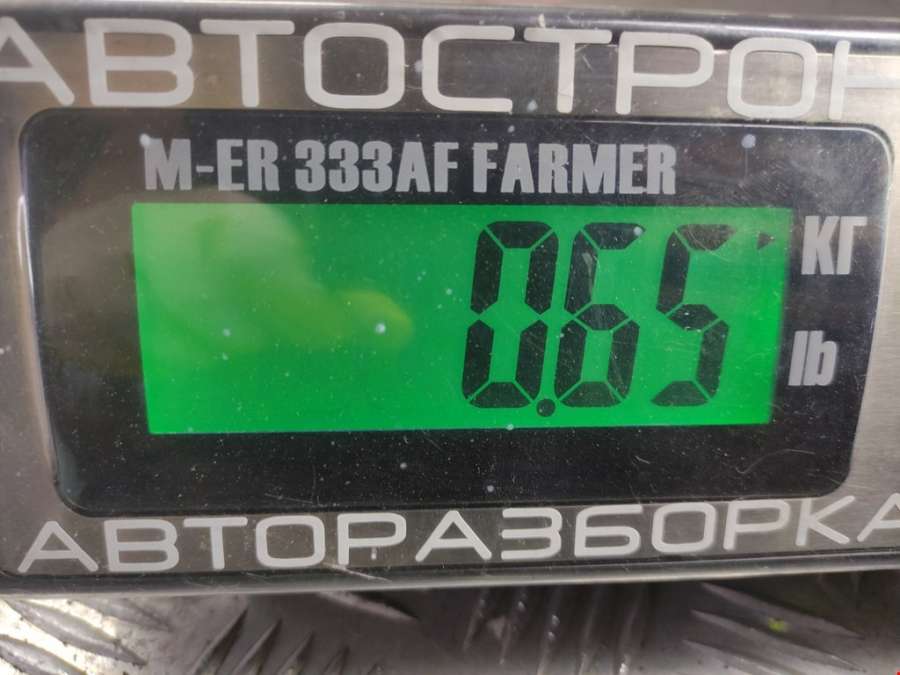 АВТОСТРОН
M-ER 333AF FARMER
0.65 КГ
lb
АВТОРАЗБОРКА